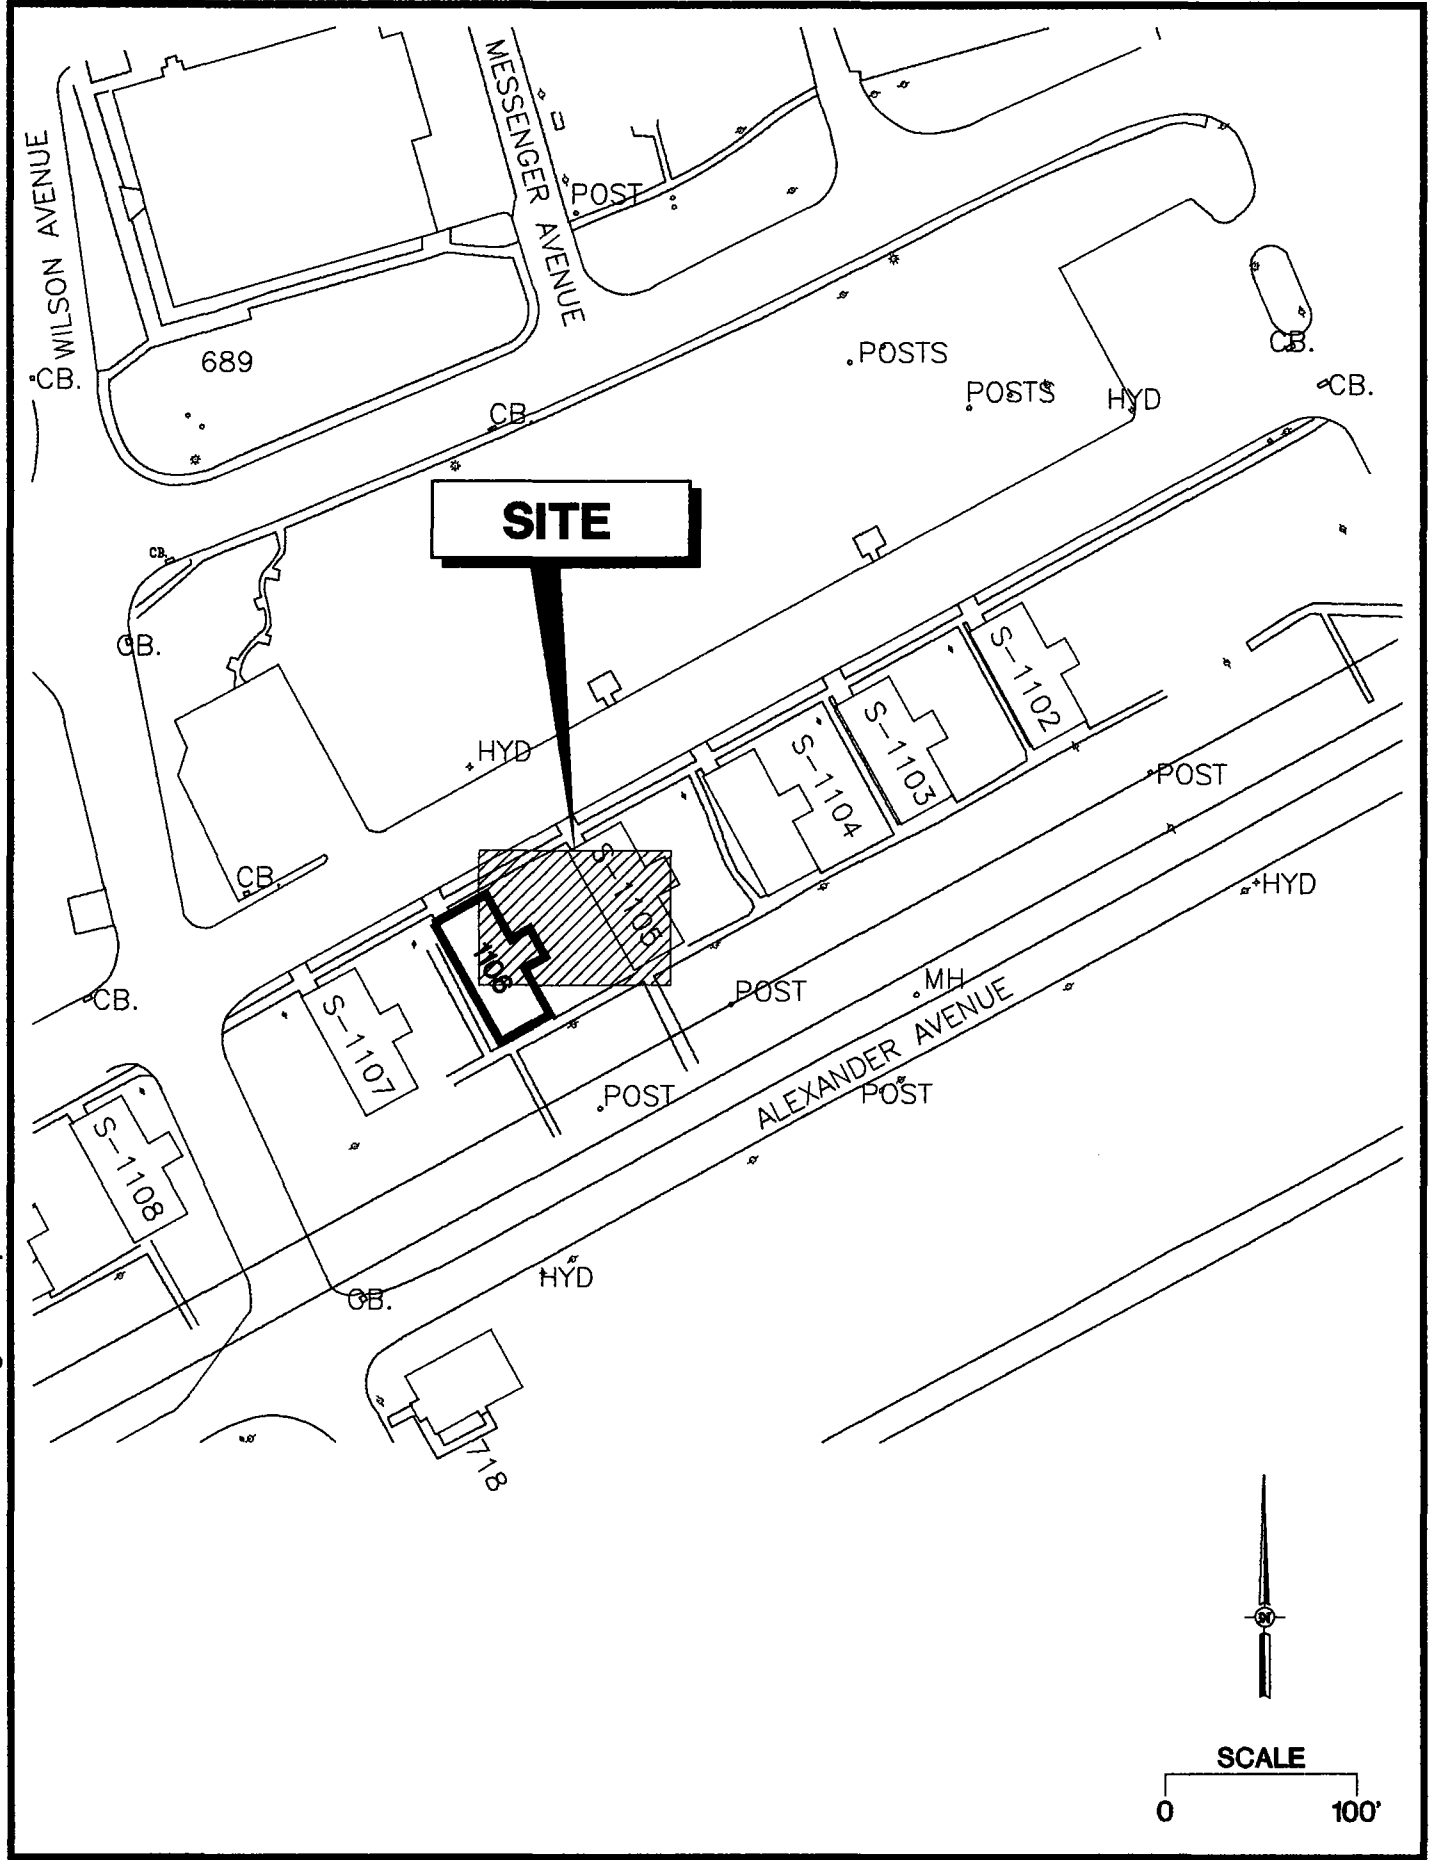 MESSENGER AVENUE
WILSON AVENUE
POST
689
CB.
POSTS
POSTS
HYD
CB.
CB.
CB.
SITE
CB.
CB.
S-1102
S-1103
S-1104
HYD
POST
S-1105
CB.
HYD
1106
MH
POST
CB.
S-1107
ALEXANDER AVENUE
POST
POST
S-1108
HYD
CB.
718
N
SCALE
0 100'